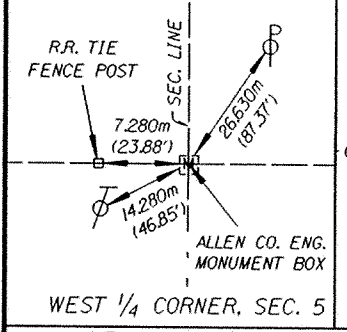 R.R. TIE
FENCE POST
SEC. LINE
P
26.630m
(87.37')
7.280m
(23.88')
M
T
14.280m
(46.85')
ALLEN CO. ENG.
MONUMENT BOX
WEST 1/4 CORNER, SEC. 5